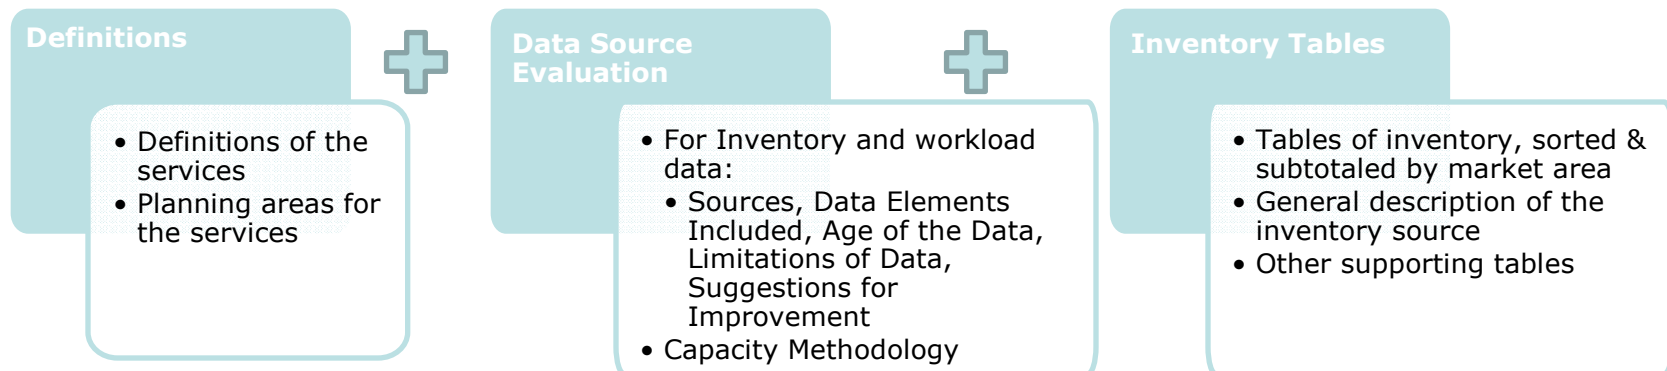 Definitions
• Definitions of the
services
• Planning areas for
the services
Data Source
Evaluation
• For Inventory and workload
data:
• Sources, Data Elements
Included, Age of the Data,
Limitations of Data,
Suggestions for
Improvement
• Capacity Methodology
Inventory Tables
• Tables of inventory, sorted &
subtotaled by market area
• General description of the
inventory source
• Other supporting tables